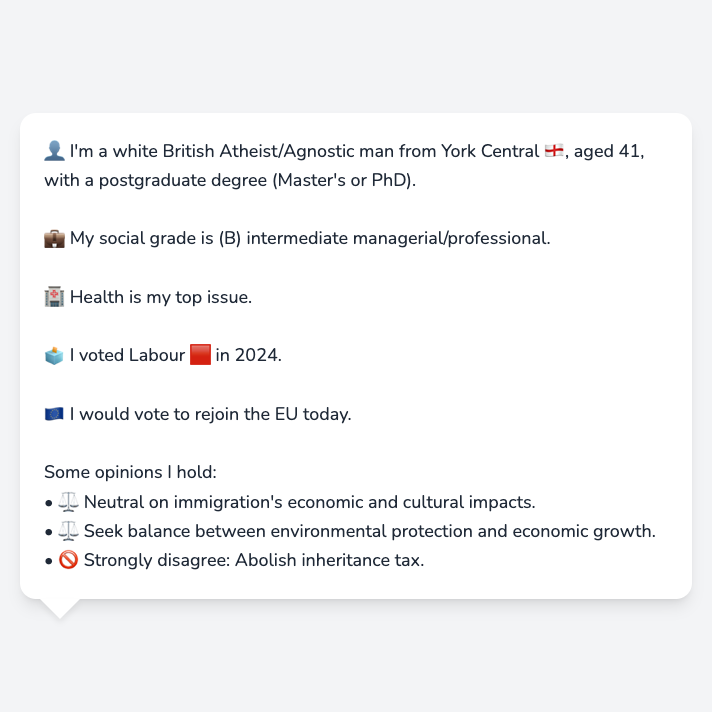 👤 I'm a white British Atheist/Agnostic man from York Central 🏴󠁧󠁢󠁥󠁮󠁧󠁿, aged 41,
with a postgraduate degree (Master's or PhD).
💼 My social grade is (B) intermediate managerial/professional.
🏥 Health is my top issue.
🗳️ I voted Labour 🟥 in 2024.
🇪🇺 I would vote to rejoin the EU today.
Some opinions I hold:
• ⚖️ Neutral on immigration's economic and cultural impacts.
• ⚖️ Seek balance between environmental protection and economic growth.
• 🚫 Strongly disagree: Abolish inheritance tax.